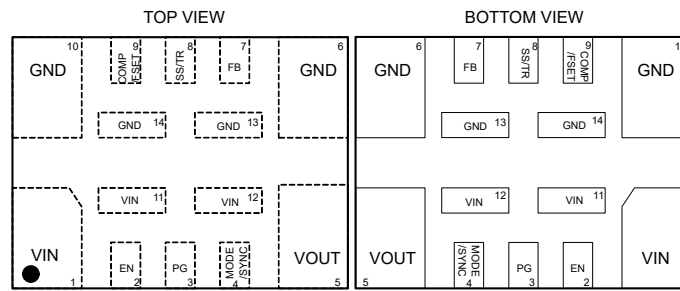 TOP VIEW
10 9 8 7 6
GND COMP/FSET SS/TR FB GND
GND 14 GND 13
VIN 11 VIN 12
VIN EN PG MODE/SYNC VOUT
1 2 3 4 5
BOTTOM VIEW
6 7 8 9 1
GND FB SS/TR COMP/FSET GND
GND 13 GND 14
VIN 12 VIN 11
VOUT MODE/SYNC PG EN VIN
5 4 3 2